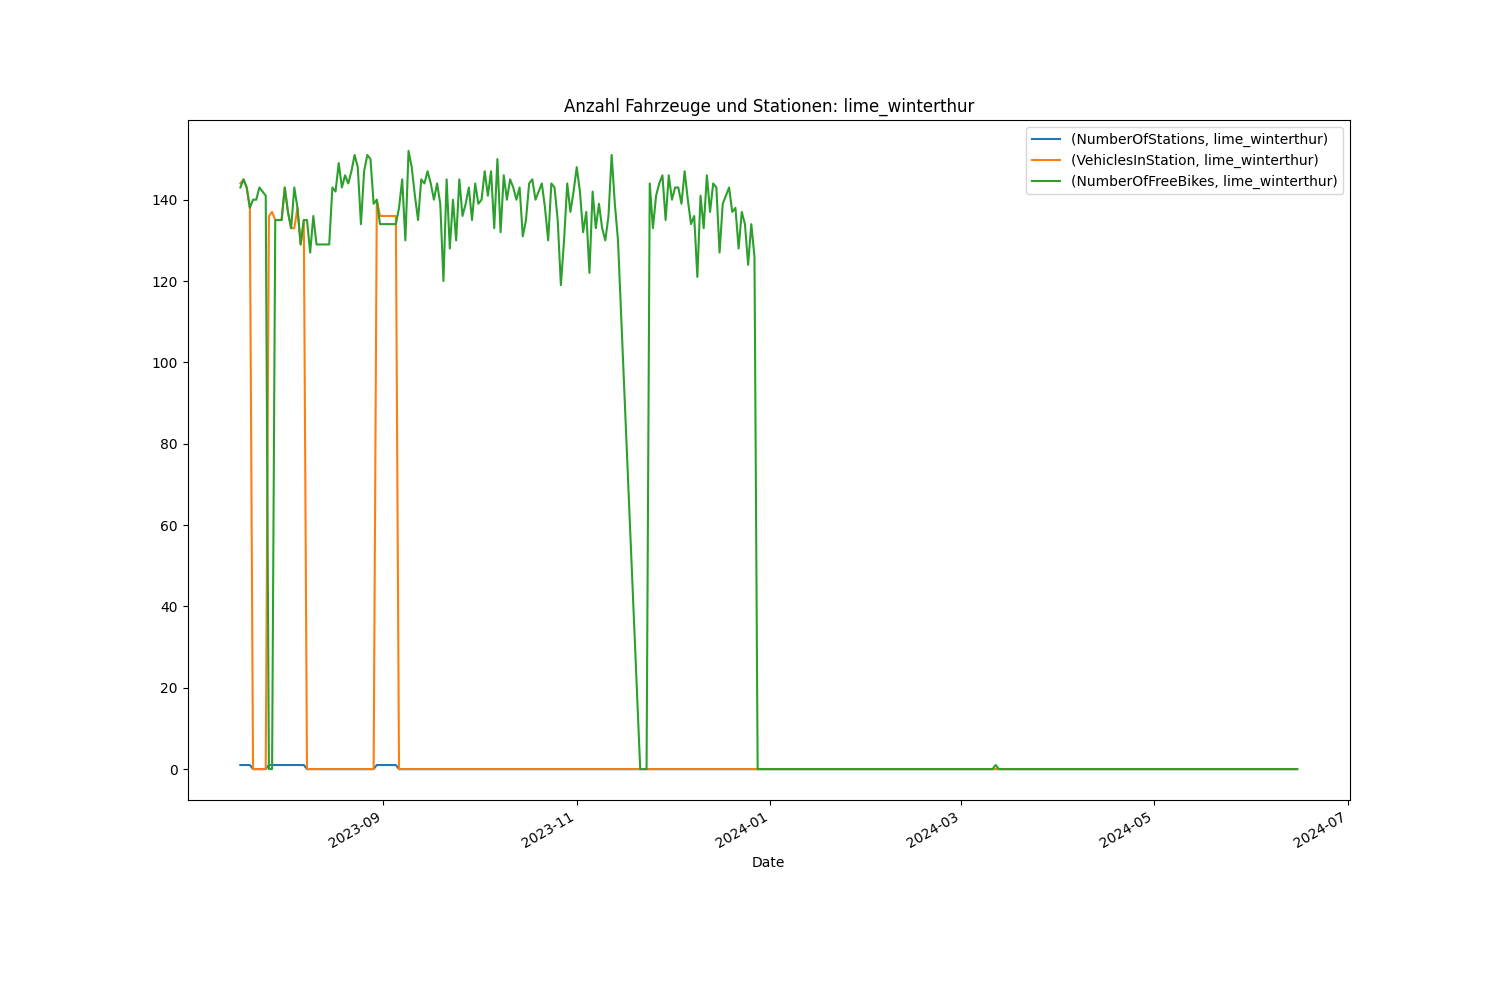 Anzahl Fahrzeuge und Stationen: lime_winterthur
(NumberOfStations, lime_winterthur)
(VehiclesInStation, lime_winterthur)
(NumberOfFreeBikes, lime_winterthur)
140
120
100
80
60
40
20
0
2023-09
2023-11
2024-01
2024-03
2024-05
2024-07
Date